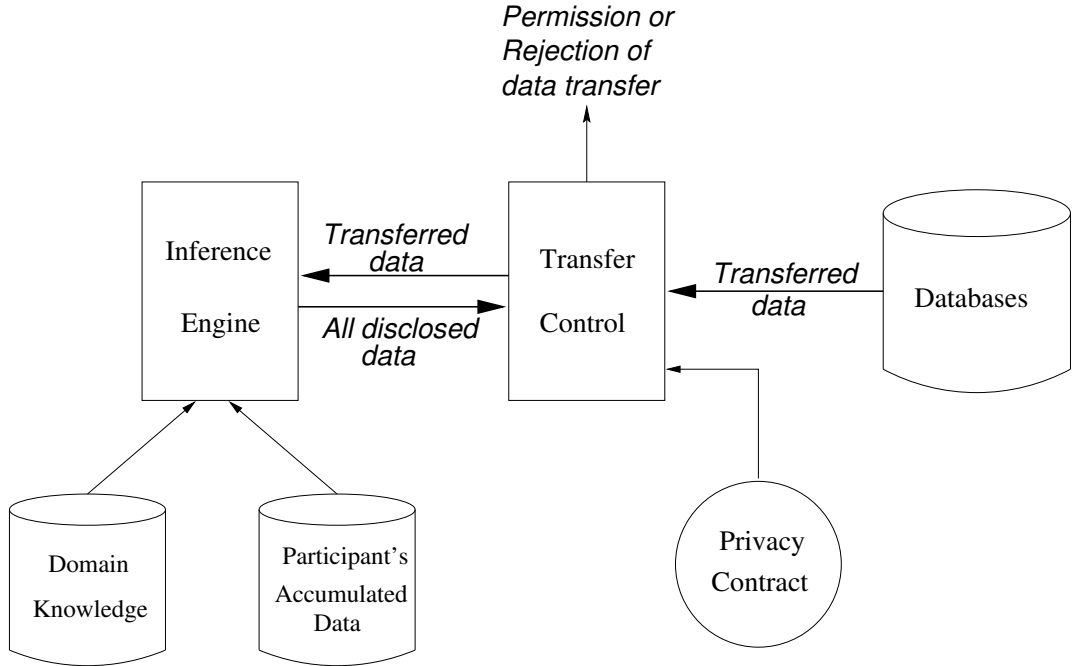 Permission or
Rejection of
data transfer
Inference
Engine
Transferred
data
All disclosed
data
Transfer
Control
Transferred
data
Databases
Domain
Knowledge
Participant's
Accumulated
Data
Privacy
Contract